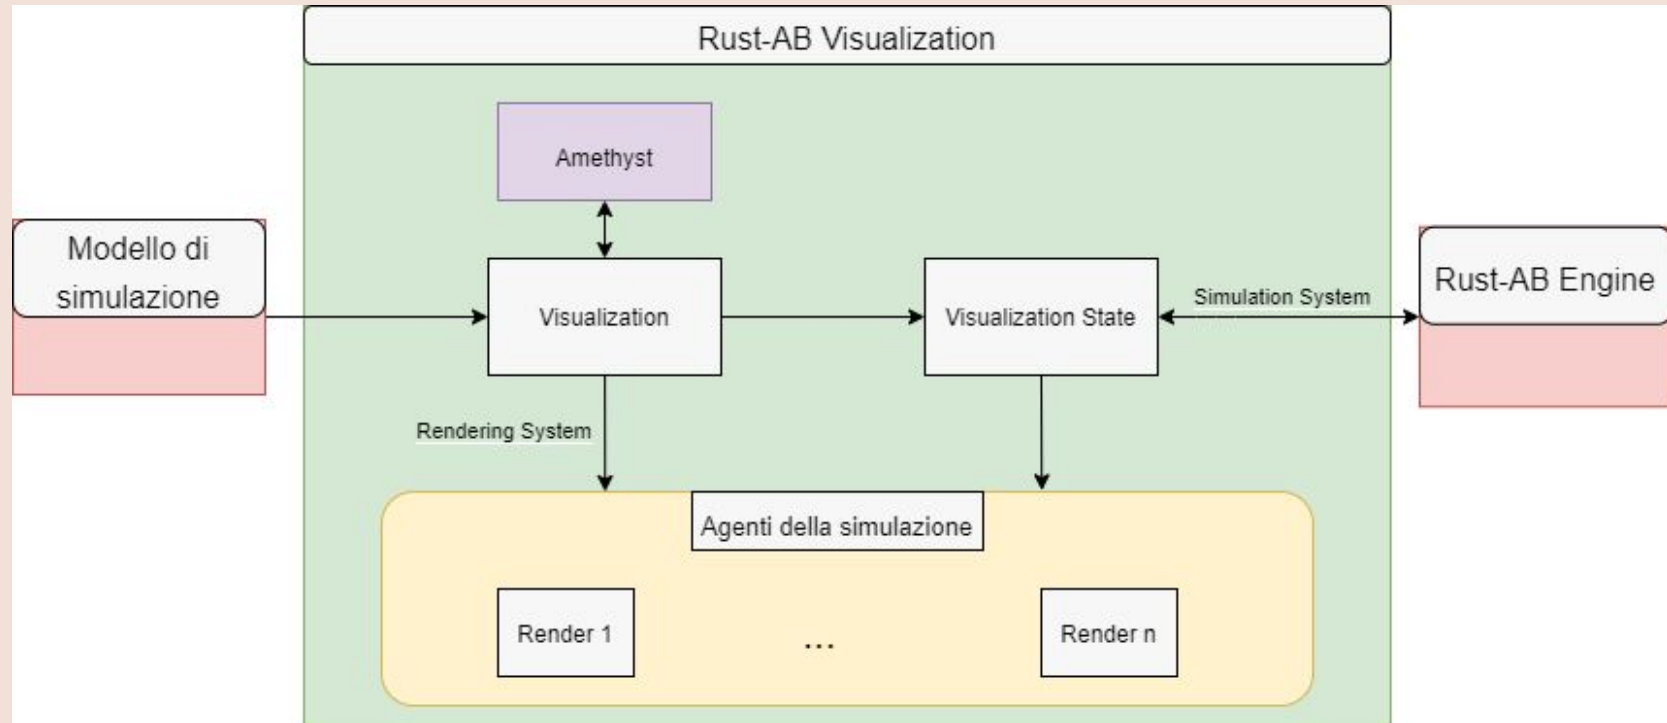 Rust-AB Visualization
Amethyst
Modello di
simulazione
Visualization
Visualization State
Simulation System
Rust-AB Engine
Rendering System
Agenti della simulazione
Render 1
...
Render n